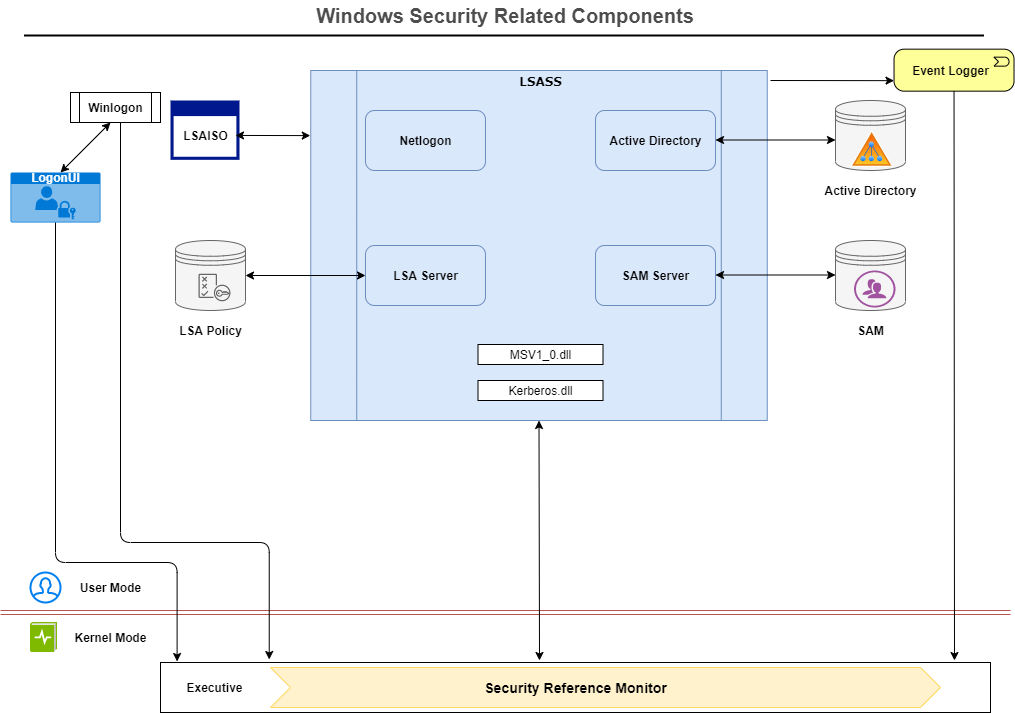 Windows Security Related Components
LSASS
Event Logger
Winlogon
LSAISO
Netlogon
Active Directory
LogonUI
Active Directory
LSA Server
SAM Server
LSA Policy
SAM
MSV1_0.dll
Kerberos.dll
User Mode
Kernel Mode
Executive
Security Reference Monitor